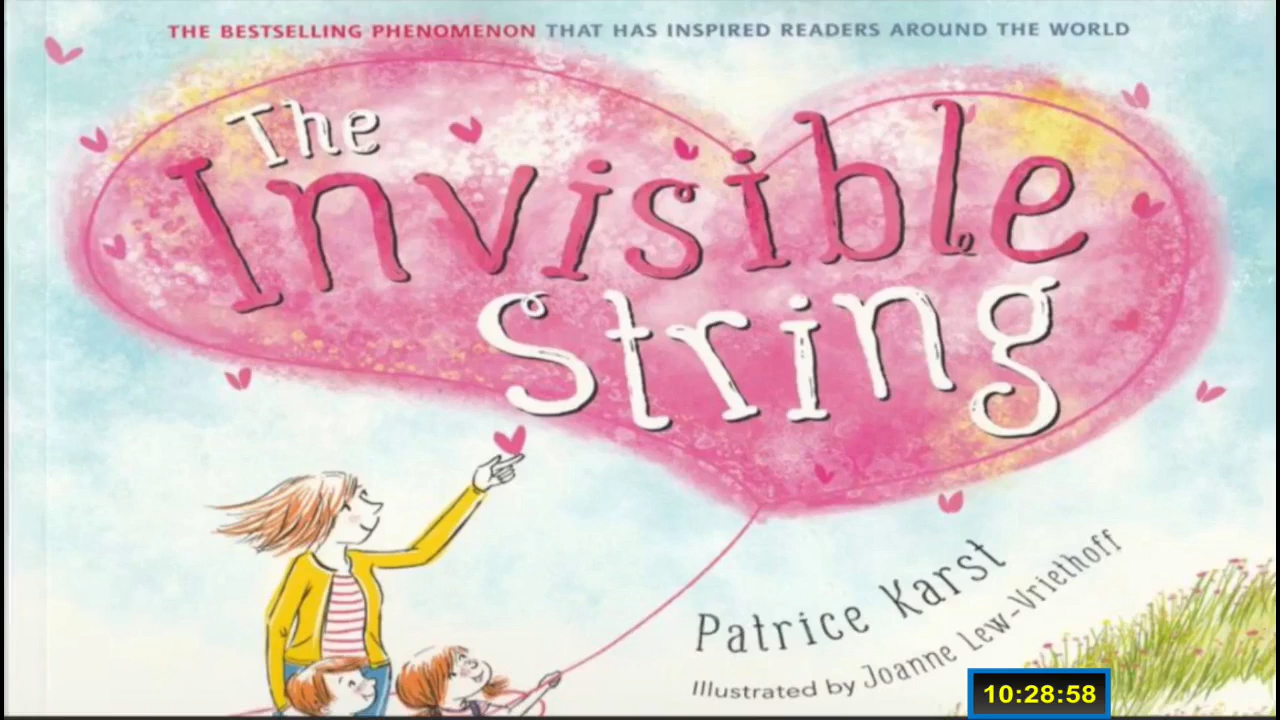 THE BESTSELLING PHENOMENON THAT HAS INSPIRED READERS AROUND THE WORLD
The
Invisible
String
Patrice Karst
Illustrated by Joanne Lew-Vriethoff
10:28:58